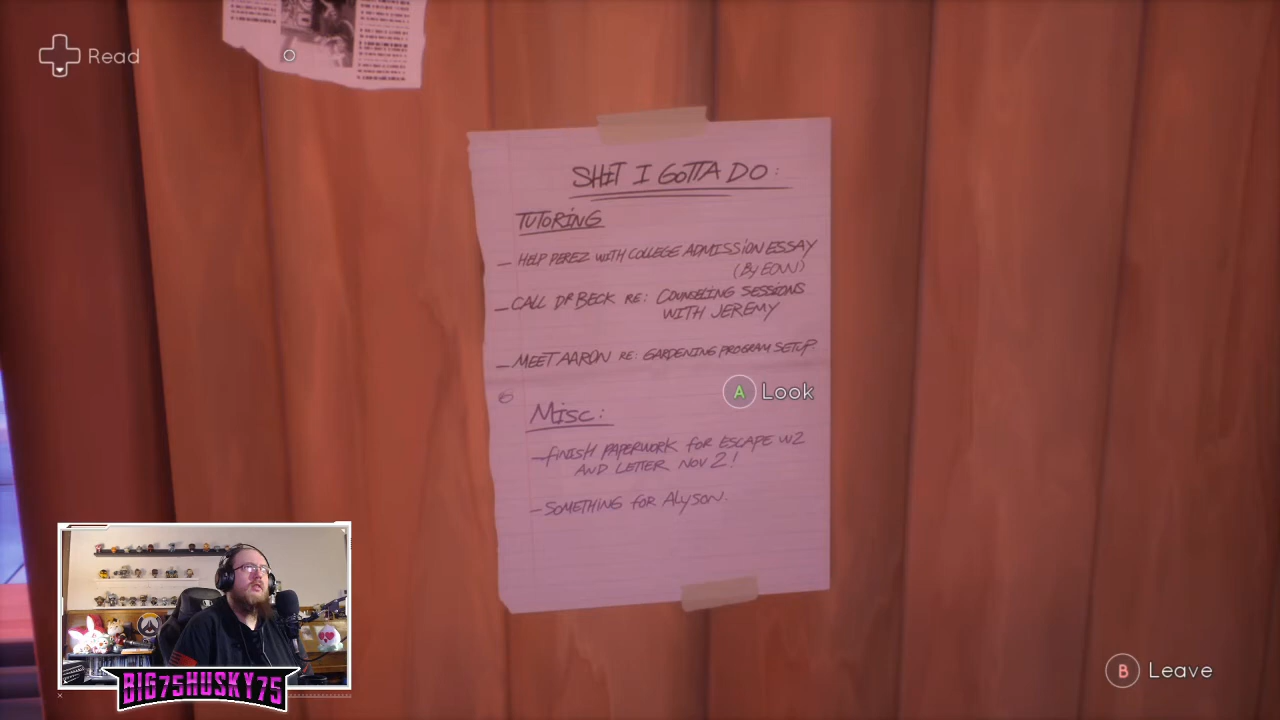 Read
SHIT I GOTTA DO:
TUTORING
- HELP PEREZ WITH COLLEGE ADMISSION ESSAY
(BY EOW)
- CALL DR BECK RE: COUNSELING SESSIONS
WITH JEREMY
- MEET AARON RE: GARDENING PROGRAM SETUP.
A Look
MISC:
- FINISH PAPERWORK FOR ESCAPE W2
AND LETTER NOV 2!
- SOMETHING FOR ALYSON.
BIG75HUSKY75
B Leave